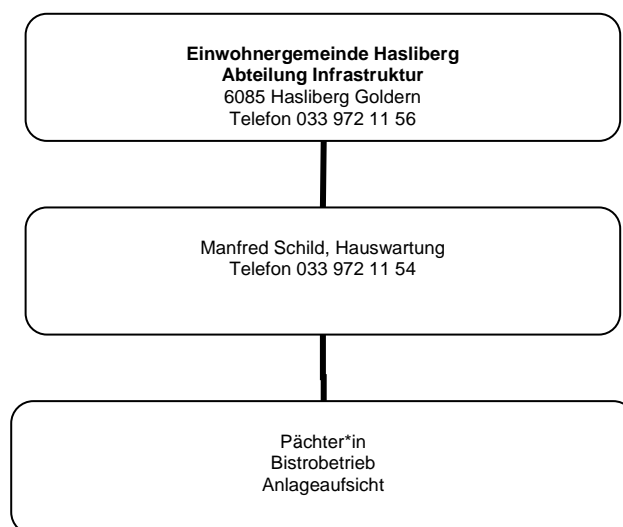 Einwohnergemeinde Hasliberg
Abteilung Infrastruktur
6085 Hasliberg Goldern
Telefon 033 972 11 56
Manfred Schild, Hauswartung
Telefon 033 972 11 54
Pächter*in
Bistrobetrieb
Anlageaufsicht